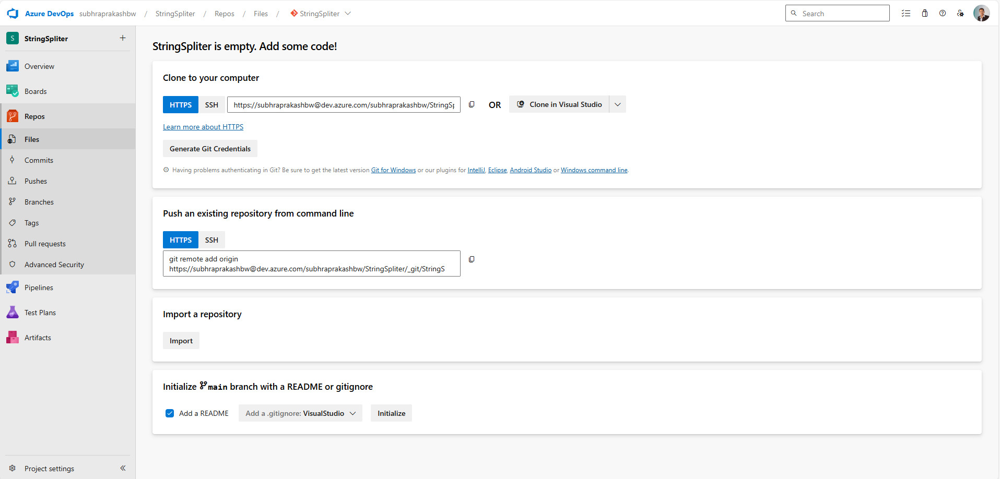 Azure DevOps subhraprakashbw / StringSpliter / Repos / Files / StringSpliter
Search
S StringSpliter +
Overview
Boards
Repos
Files
Commits
Pushes
Branches
Tags
Pull requests
Advanced Security
Pipelines
Test Plans
Artifacts
Project settings
StringSpliter is empty. Add some code!
Clone to your computer
HTTPS SSH https://subhraprakashbw@dev.azure.com/subhraprakashbw/StringSp OR Clone in Visual Studio
Learn more about HTTPS
Generate Git Credentials
Having problems authenticating in Git? Be sure to get the latest version Git for Windows or our plugins for IntelliJ, Eclipse, Android Studio or Windows command line.
Push an existing repository from command line
HTTPS SSH
git remote add origin
https://subhraprakashbw@dev.azure.com/subhraprakashbw/StringSpliter/_git/StringS
Import a repository
Import
Initialize main branch with a README or gitignore
Add a README Add a .gitignore: VisualStudio Initialize